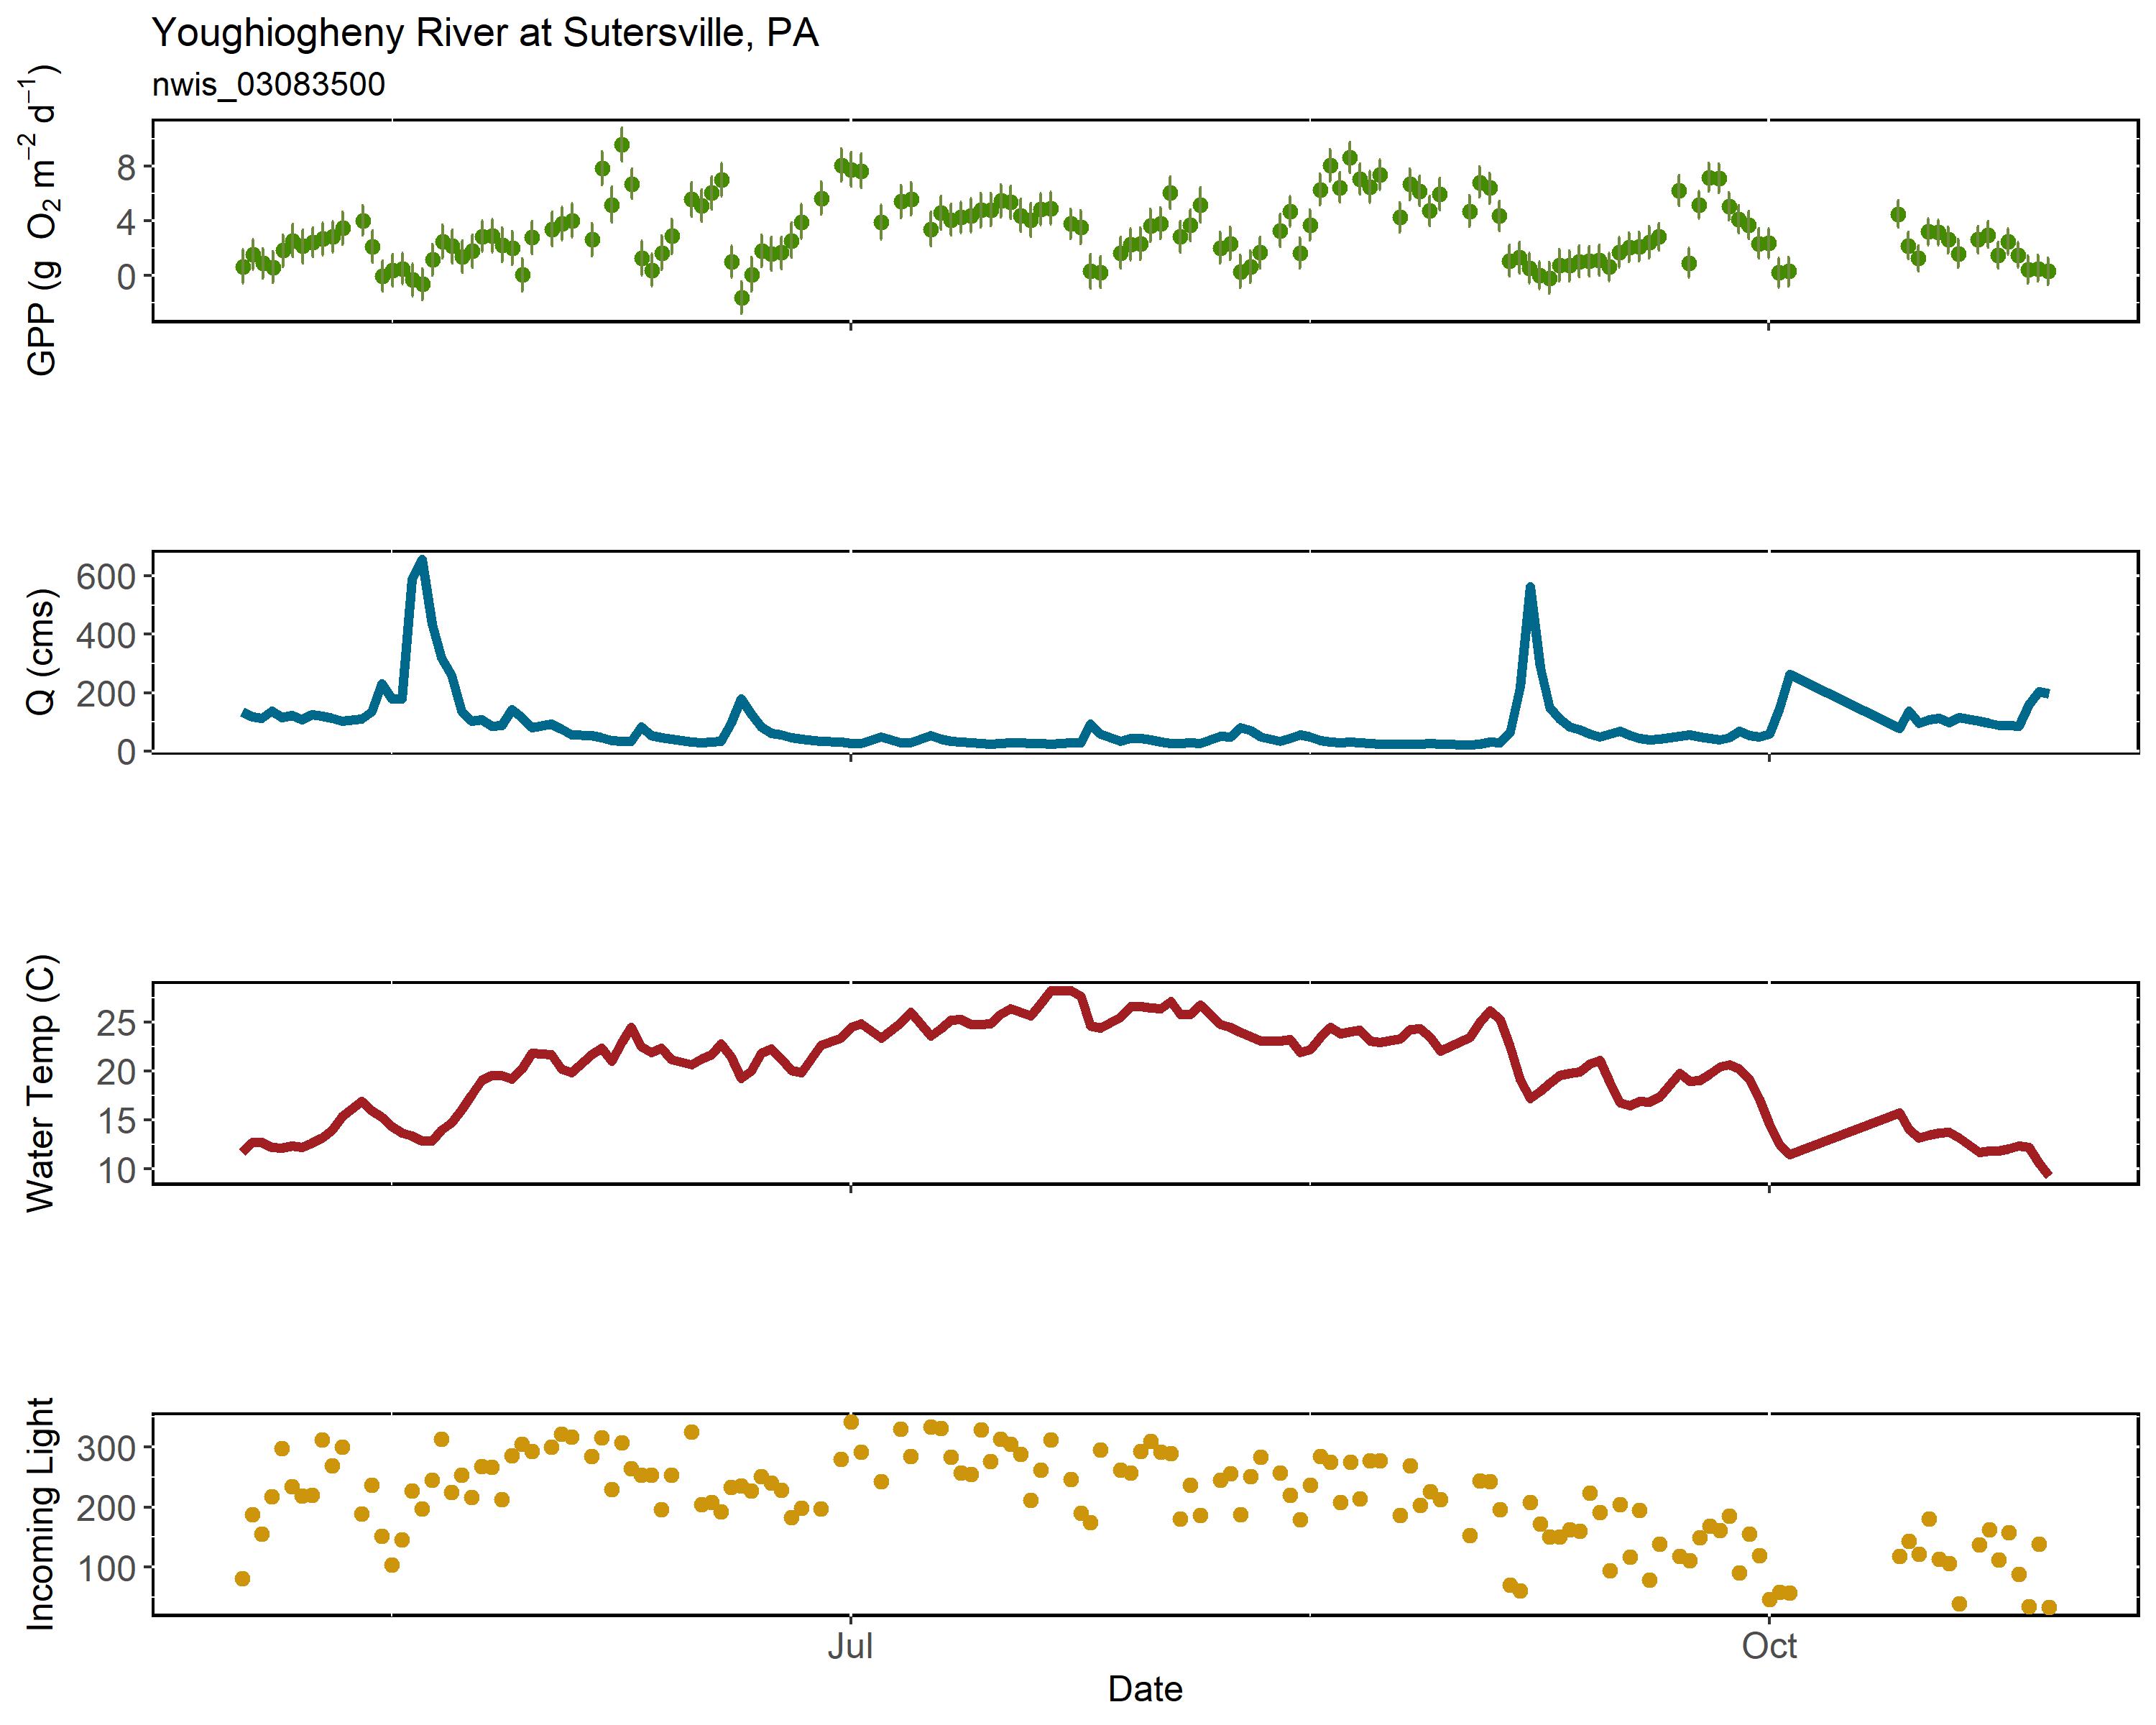 Youghiogheny River at Sutersville, PA
nwis_03083500
GPP (g O₂ m⁻² d⁻¹)
8
4
0
Q (cms)
600
400
200
0
Water Temp (C)
25
20
15
10
Incoming Light
300
200
100
Jul Oct
Date